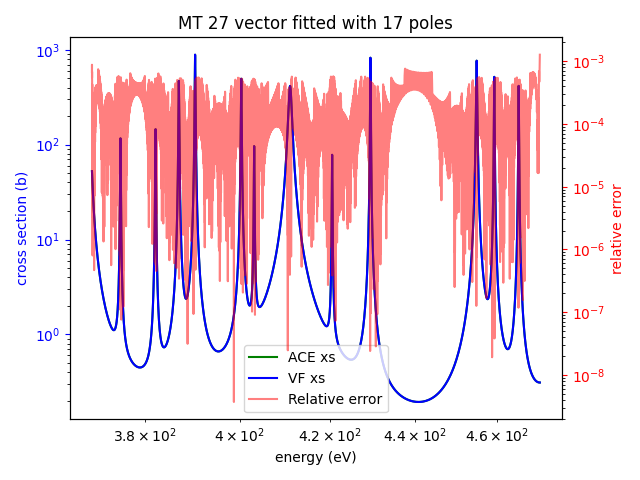 MT 27 vector fitted with 17 poles
10³
10²
10¹
10⁰
cross section (b)
10⁻³
10⁻⁴
10⁻⁵
10⁻⁶
10⁻⁷
10⁻⁸
relative error
ACE xs
VF xs
Relative error
3.8 × 10² 4 × 10² 4.2 × 10² 4.4 × 10² 4.6 × 10²
energy (eV)